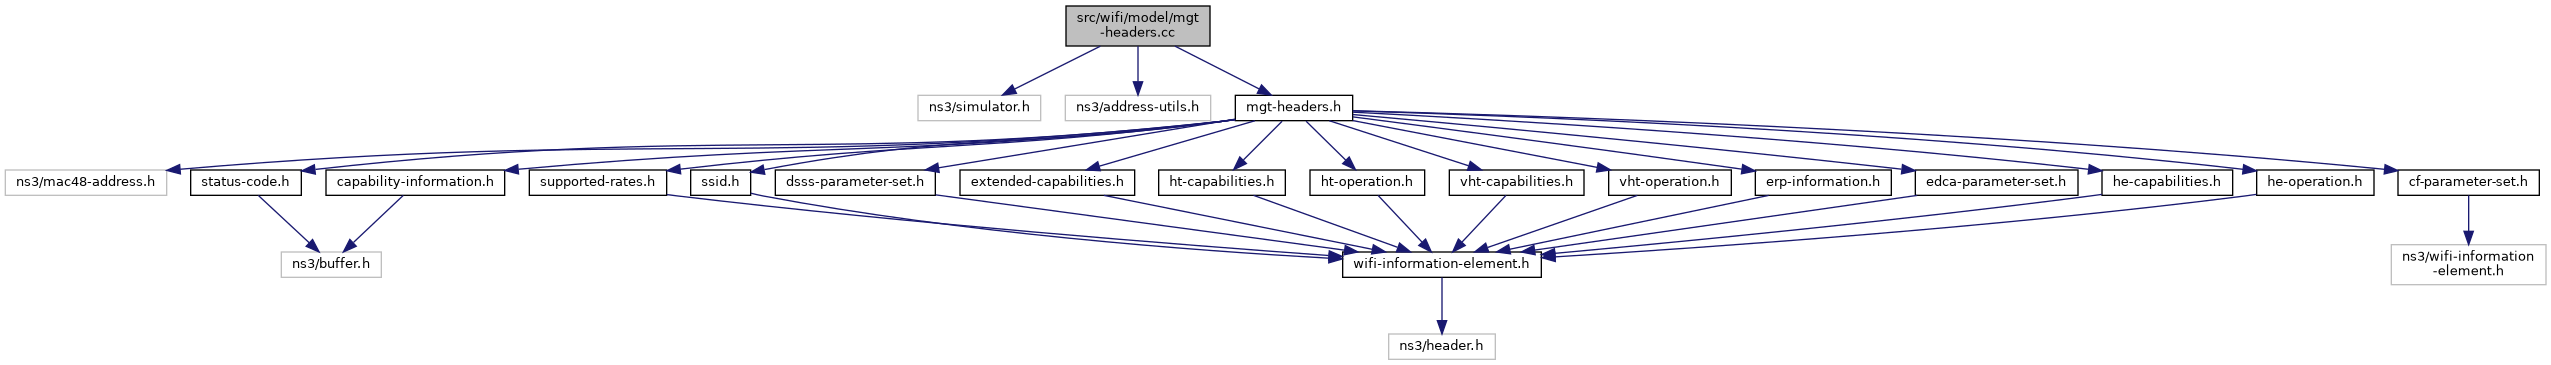 src/wifi/model/mgt
-headers.cc
ns3/simulator.h
ns3/address-utils.h
mgt-headers.h
ns3/mac48-address.h
status-code.h
capability-information.h
supported-rates.h
ssid.h
dsss-parameter-set.h
extended-capabilities.h
ht-capabilities.h
ht-operation.h
vht-capabilities.h
vht-operation.h
erp-information.h
edca-parameter-set.h
he-capabilities.h
he-operation.h
cf-parameter-set.h
ns3/buffer.h
wifi-information-element.h
ns3/wifi-information
-element.h
ns3/header.h